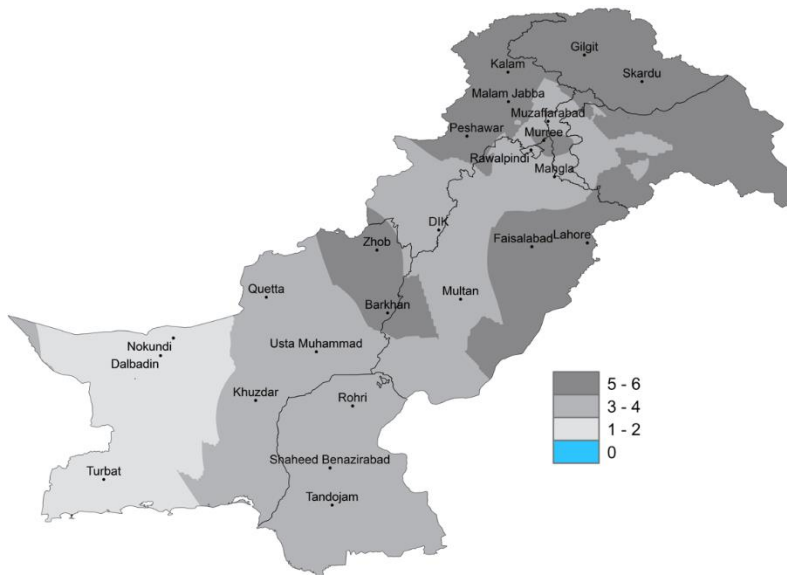 Gilgit
Kalam
Skardu
Malam Jabba
Muzaffarabad
Peshawar
Murree
Rawalpindi
Mangla
DIK
Zhob
Faisalabad
Lahore
Quetta
Multan
Barkhan
Nokundi
Usta Muhammad
Dalbadin
5 - 6
3 - 4
1 - 2
0
Khuzdar
Rohri
Turbat
Shaheed Benazirabad
Tandojam